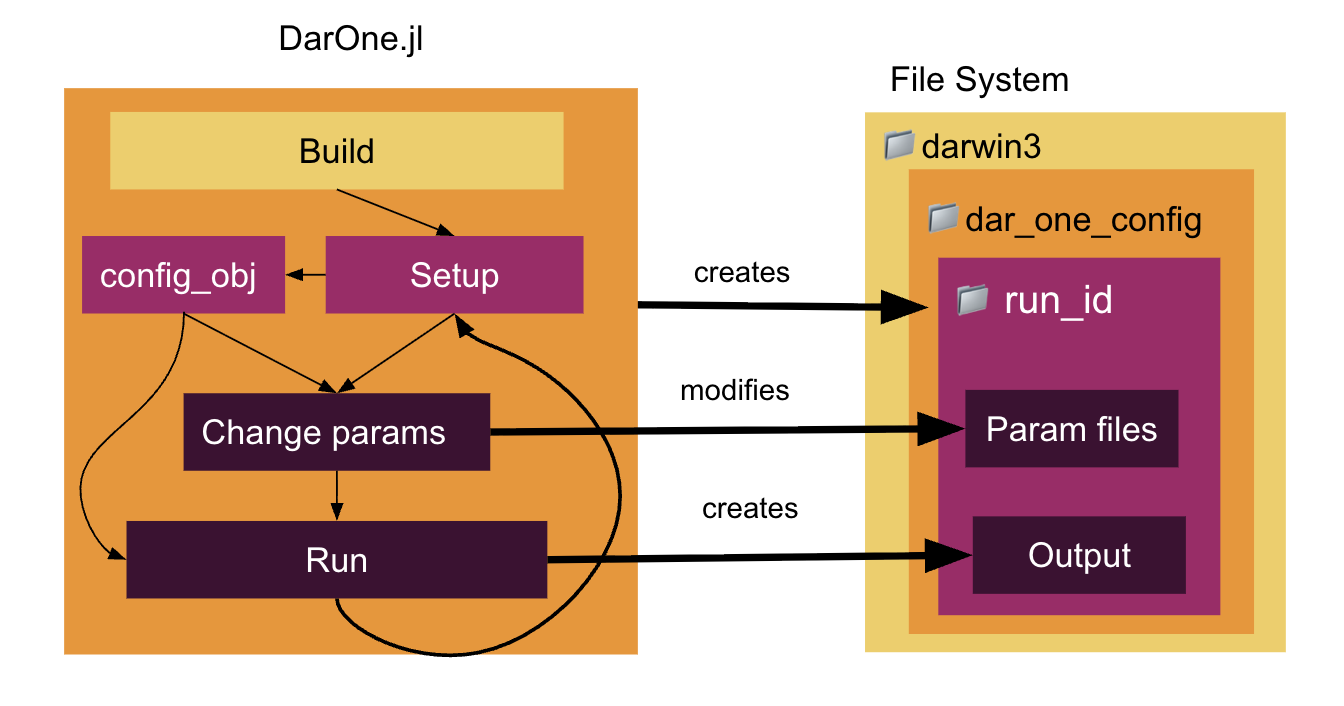 DarOne.jl
File System
Build
darwin3
dar_one_config
config_obj
Setup
creates
run_id
modifies
Change params
Param files
creates
Run
Output